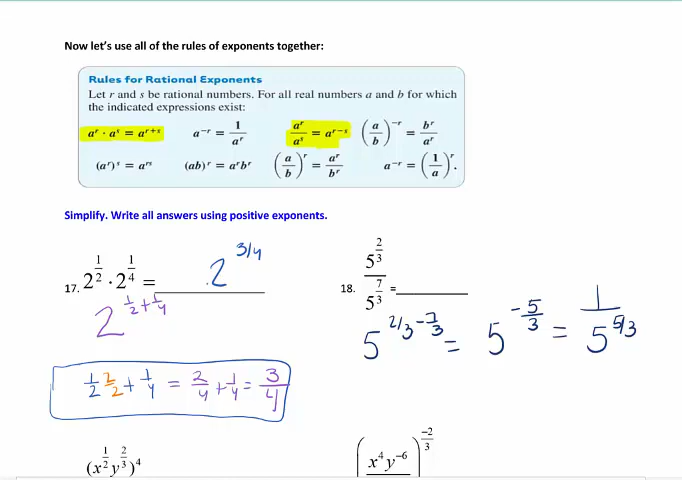 Now let's use all of the rules of exponents together:
Rules for Rational Exponents
Let r and s be rational numbers. For all real numbers a and b for which
the indicated expressions exist:
a^r · a^s = a^(r+s)    a^(−r) = 1/a^r    a^r/a^s = a^(r−s)    (a/b)^(−r) = b^r/a^r
(a^r)^s = a^(rs)    (ab)^r = a^r b^r    (a/b)^r = a^r/b^r    a^(−r) = (1/a)^r.
Simplify. Write all answers using positive exponents.
17. 2^(1/2) · 2^(1/4) = 2^(3/4)
2^(1/2 + 1/4)
1/2 2/2 + 1/4 = 2/4 + 1/4 = 3/4
18. 5^(2/3) / 5^(7/3) =
5^(2/3 − 7/3) = 5^(−5/3) = 1/5^(5/3)
(x^(1/2) y^(2/3))^4
(x^4 y^(−6))^(−2/3)